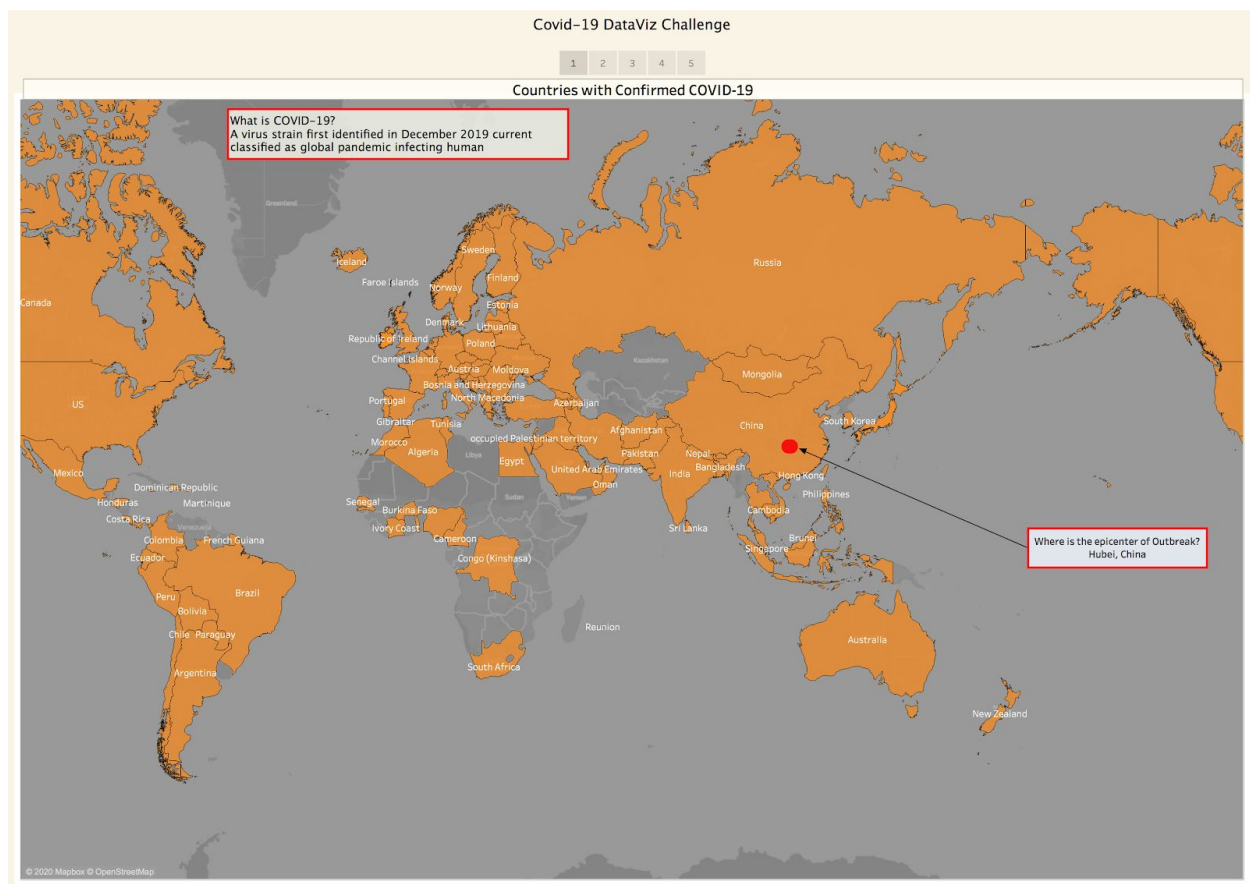 Covid-19 DataViz Challenge
1 2 3 4 5
Countries with Confirmed COVID-19
What is COVID-19?
A virus strain first identified in December 2019 current
classified as global pandemic infecting human
Greenland
Iceland
Sweden
Russia
Faroe Islands
Finland
Norway
Canada
Estonia
Denmark
Lithuania
Republic of Ireland
Poland
Channel Islands
Kazakhstan
Austria
Moldova
Mongolia
Bosnia and Herzegovina
North Macedonia
Portugal
Azerbaijan
US
Gibraltar
Tunisia
South Korea
China
Afghanistan
occupied Palestinian territory
Morocco
Algeria
Libya
Egypt
Pakistan
Nepal
Mexico
United Arab Emirates
India
Bangladesh
Hong Kong
Oman
Dominican Republic
Philippines
Honduras
Martinique
Senegal
Sudan
Yemen
Burkina Faso
Cambodia
Costa Rica
Venezuela
Ivory Coast
Sri Lanka
Colombia
French Guiana
Cameroon
Brunei
Singapore
Ecuador
Congo (Kinshasa)
Where is the epicenter of Outbreak?
Hubei, China
Peru
Brazil
Bolivia
Reunion
Chile
Paraguay
Australia
South Africa
Argentina
New Zealand
© 2020 Mapbox © OpenStreetMap